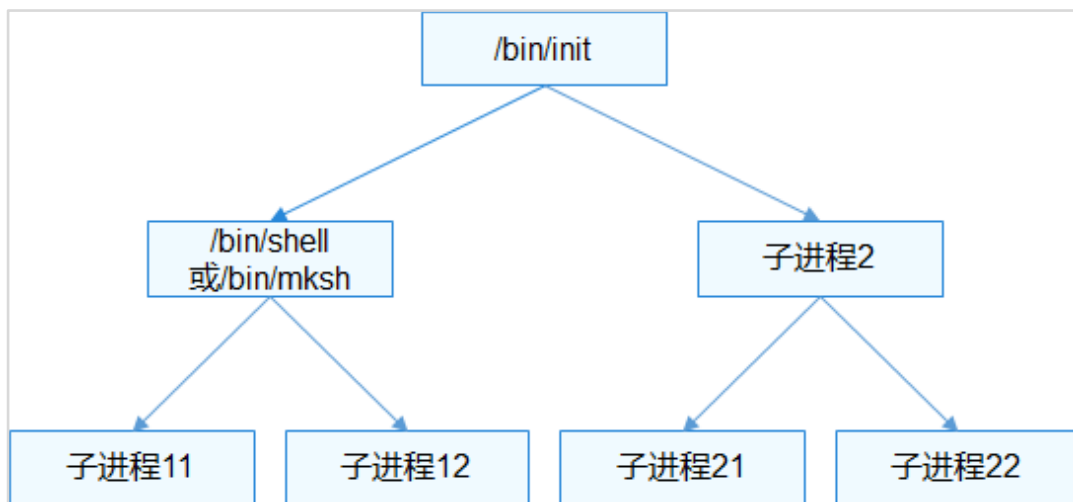 /bin/init
/bin/shell
或/bin/mksh
子进程2
子进程11
子进程12
子进程21
子进程22